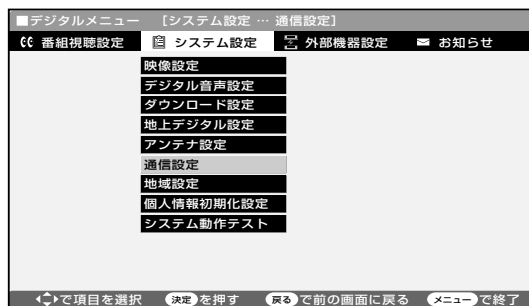 ■デジタルメニュー [システム設定 … 通信設定]
番組視聴設定 システム設定 外部機器設定 お知らせ
映像設定
デジタル音声設定
ダウンロード設定
地上デジタル設定
アンテナ設定
通信設定
地域設定
個人情報初期化設定
システム動作テスト
で項目を選択 決定 を押す 戻る で前の画面に戻る メニュー で終了